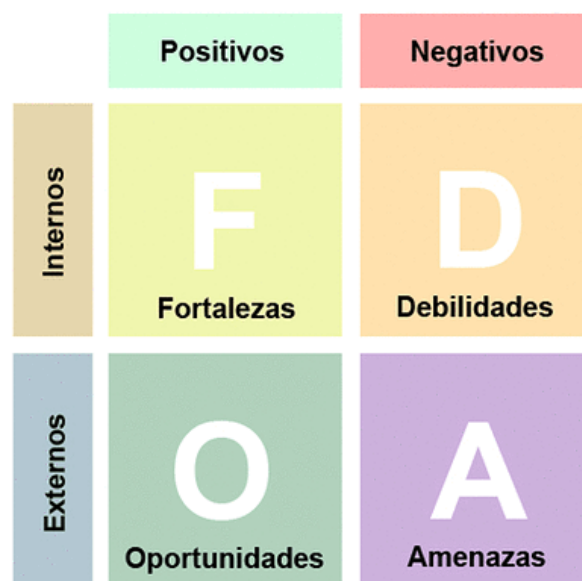 Positivos
Negativos
Internos
F
Fortalezas
D
Debilidades
Externos
O
Oportunidades
A
Amenazas